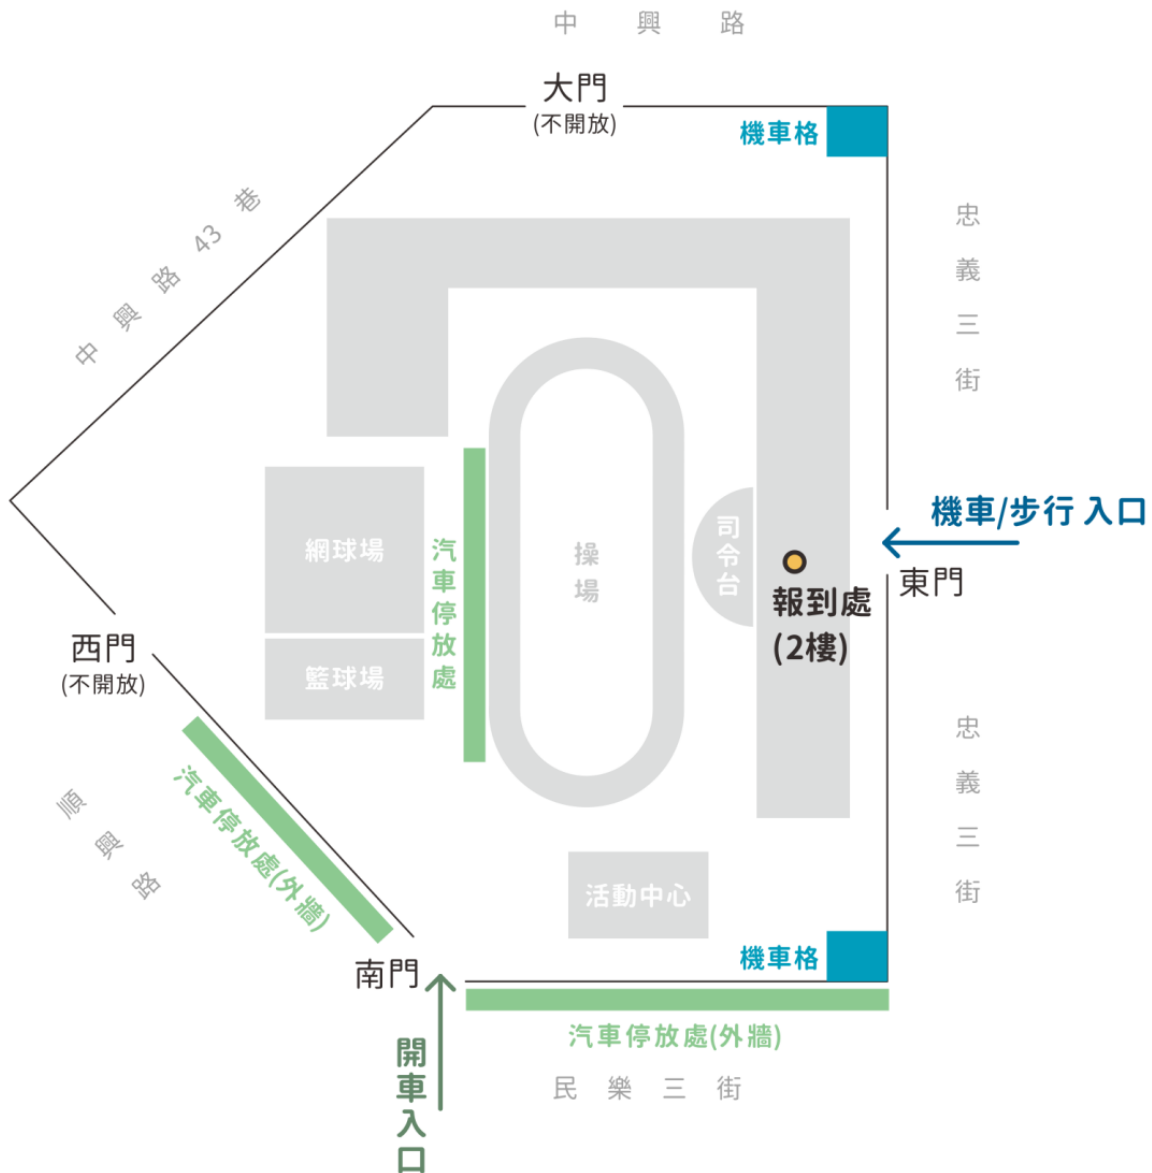 中興路
大門
(不開放)
機車格
中興路43巷
忠義三街
機車/步行 入口
東門
網球場
汽車停放處
操場
司令台
報到處
(2樓)
西門
(不開放)
籃球場
忠義三街
順興路
汽車停放處(外牆)
活動中心
機車格
南門
開車入口
汽車停放處(外牆)
民樂三街